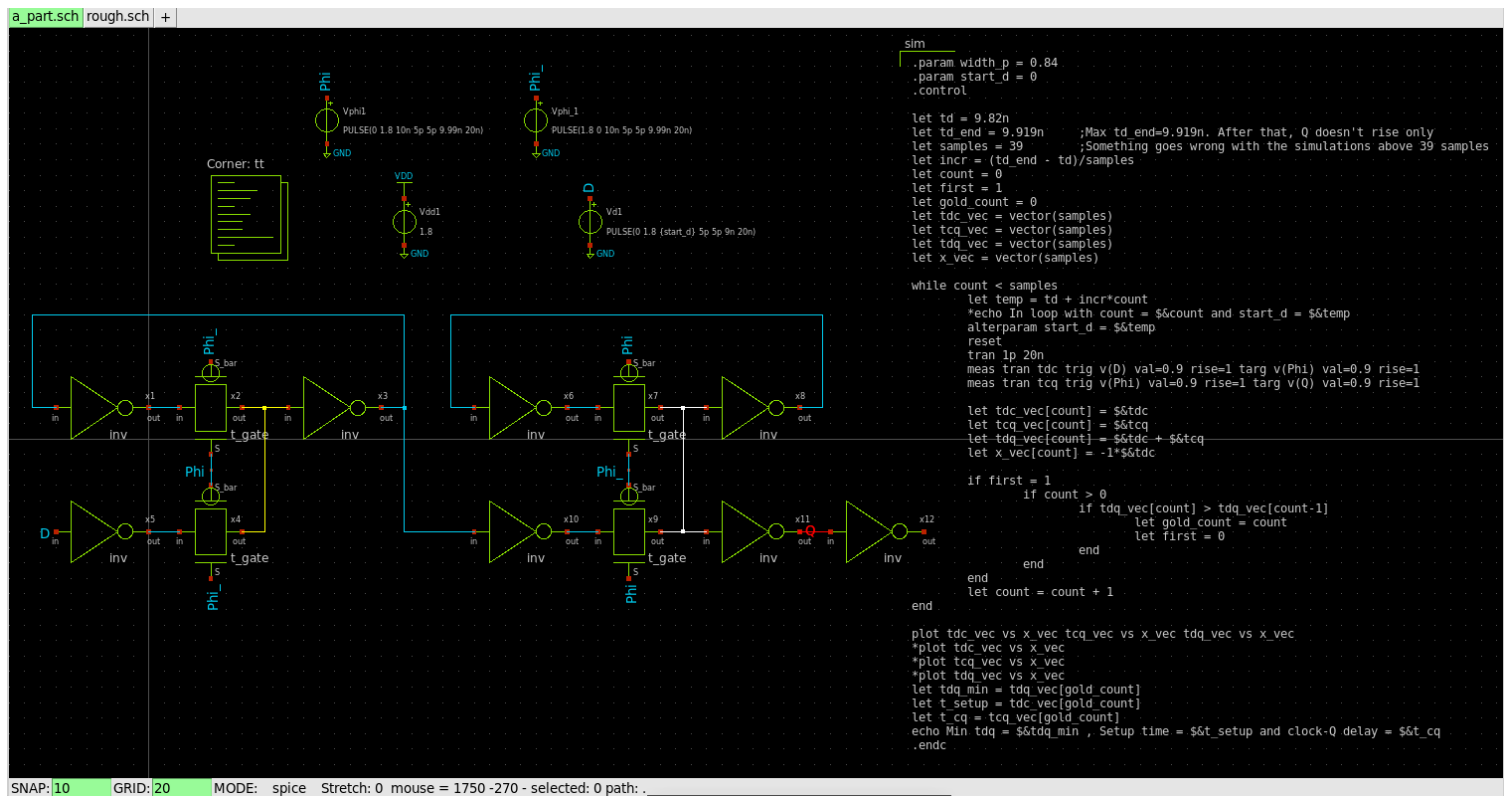 a_part.sch rough.sch +
sim
.param width_p = 0.84
.param start_d = 0
.control
let td = 9.82n
let td_end = 9.919n ;Max td_end=9.919n. After that, Q doesn't rise only
let samples = 39 ;Something goes wrong with the simulations above 39 samples
let incr = (td_end - td)/samples
let count = 0
let first = 1
let gold_count = 0
let tdc_vec = vector(samples)
let tcq_vec = vector(samples)
let tdq_vec = vector(samples)
let x_vec = vector(samples)
while count < samples
let temp = td + incr*count
*echo In loop with count = $&count and start_d = $&temp
alterparam start_d = $&temp
reset
tran 1p 20n
meas tran tdc trig v(D) val=0.9 rise=1 targ v(Phi) val=0.9 rise=1
meas tran tcq trig v(Phi) val=0.9 rise=1 targ v(Q) val=0.9 rise=1
let tdc_vec[count] = $&tdc
let tcq_vec[count] = $&tcq
let tdq_vec[count] = $&tdc + $&tcq
let x_vec[count] = -1*$&tdc
if first = 1
if count > 0
if tdq_vec[count] > tdq_vec[count-1]
let gold_count = count
let first = 0
end
end
end
let count = count + 1
end
plot tdc_vec vs x_vec tcq_vec vs x_vec tdq_vec vs x_vec
*plot tdc_vec vs x_vec
*plot tcq_vec vs x_vec
*plot tdq_vec vs x_vec
let tdq_min = tdq_vec[gold_count]
let t_setup = tdc_vec[gold_count]
let t_cq = tcq_vec[gold_count]
echo Min tdq = $&tdq_min , Setup time = $&t_setup and clock-Q delay = $&t_cq
.endc
Phi
Vphi1
PULSE(0 1.8 10n 5p 5p 9.99n 20n)
GND
Phi_
Vphi_1
PULSE(1.8 0 10n 5p 5p 9.99n 20n)
GND
Corner: tt
VDD
Vdd1
1.8
GND
D
Vd1
PULSE(0 1.8 {start_d} 5p 5p 9n 20n)
GND
Phi_ Phi
S_bar S_bar
x1 x2 x3 x6 x7 x8
in out in out in out in out in out in out
inv t_gate inv inv t_gate inv
S S
Phi Phi_
S_bar S_bar
x5 x4 x10 x9 x11 x12
D Q
in out in out in out in out in out in out
inv t_gate inv t_gate inv inv
S S
Phi_ Phi
SNAP: 10 GRID: 20 MODE: spice Stretch: 0 mouse = 1750 -270 - selected: 0 path: .